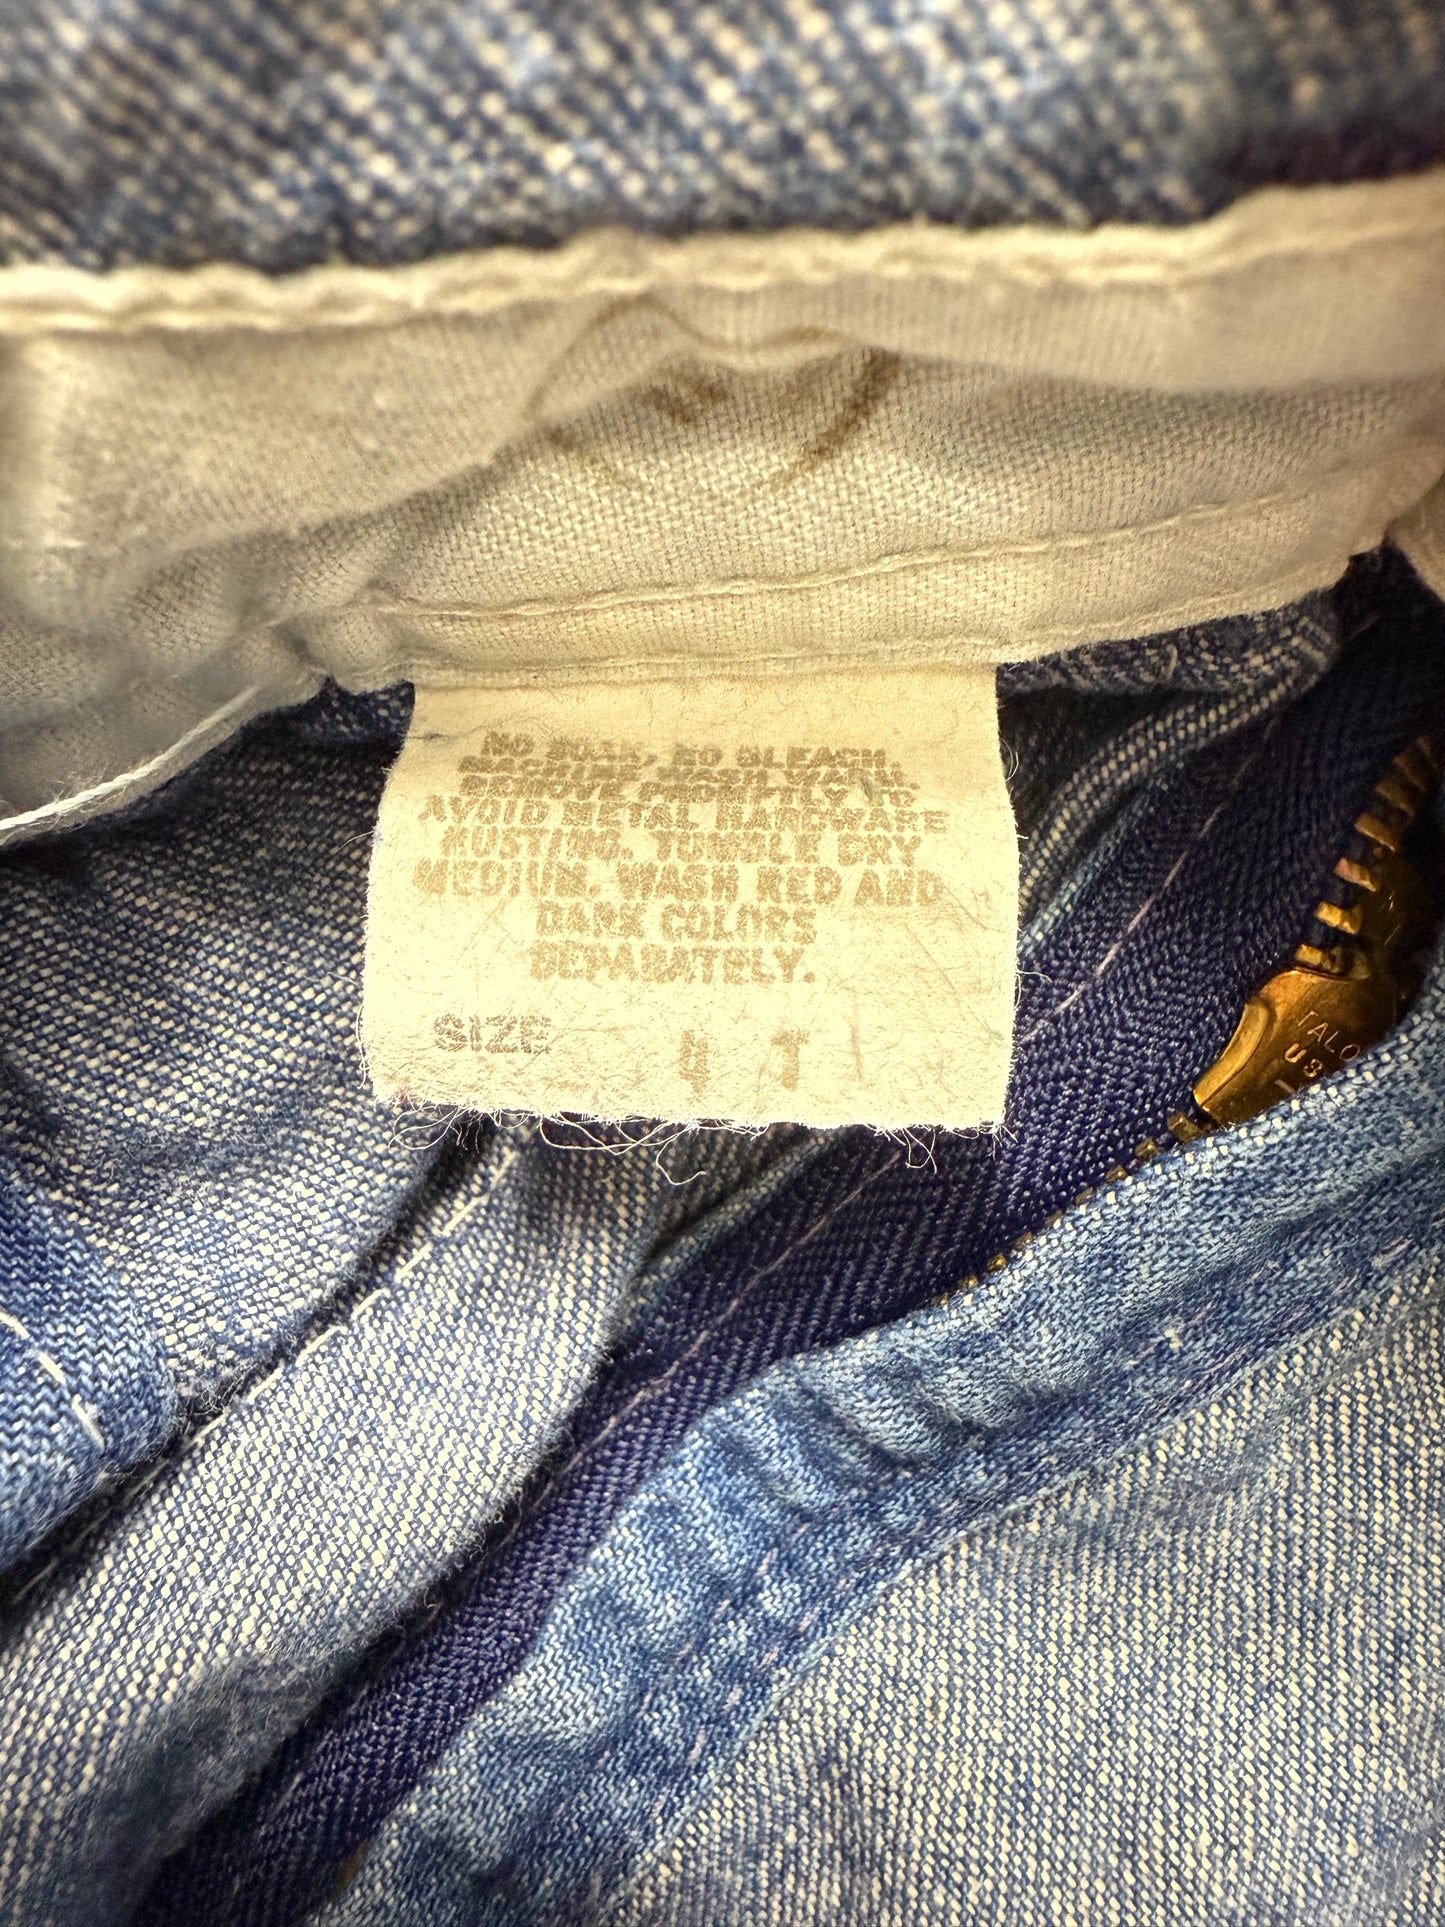 NO SOAK, NO BLEACH.
MACHINE WASH WARM.
REMOVE PROMPTLY TO
AVOID METAL HARDWARE
RUSTING. TUMBLE DRY
MEDIUM. WASH RED AND
DARK COLORS
SEPARATELY.
SIZE 4 T
TALO